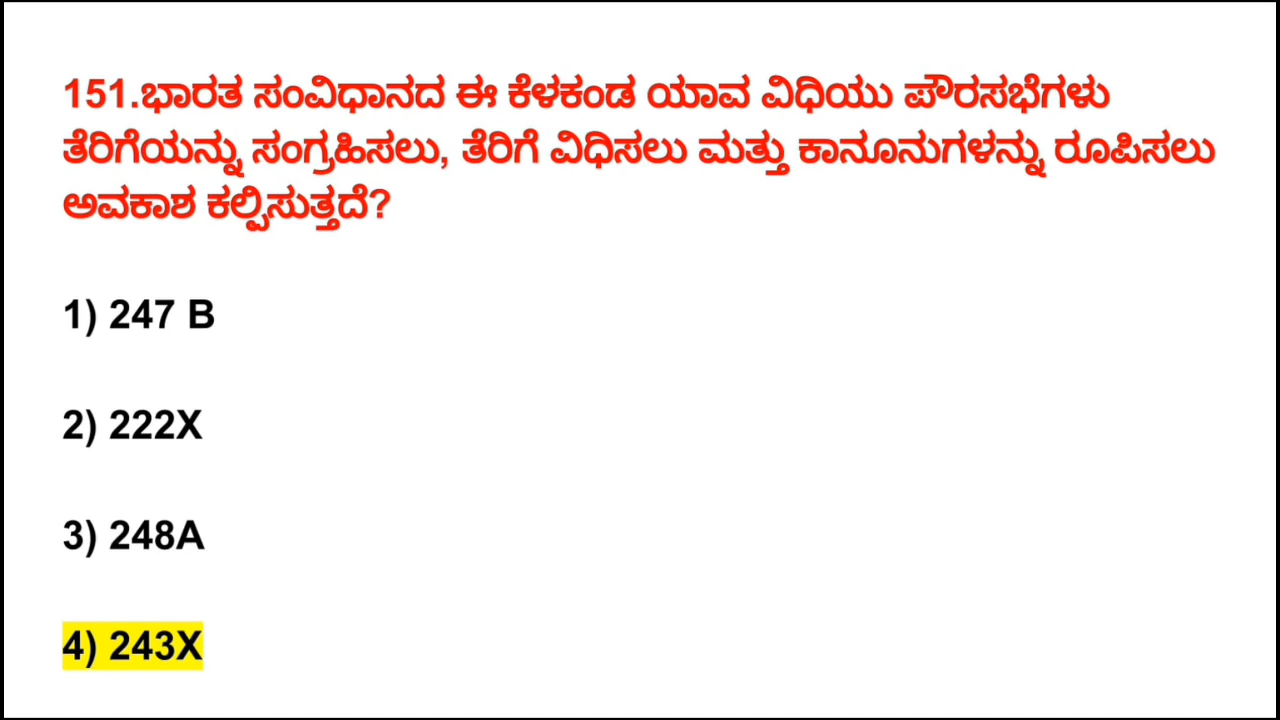 151.ಭಾರತ ಸಂವಿಧಾನದ ಈ ಕೆಳಕಂಡ ಯಾವ ವಿಧಿಯು ಪೌರಸಭೆಗಳು
ತೆರಿಗೆಯನ್ನು ಸಂಗ್ರಹಿಸಲು, ತೆರಿಗೆ ವಿಧಿಸಲು ಮತ್ತು ಕಾನೂನುಗಳನ್ನು ರೂಪಿಸಲು
ಅವಕಾಶ ಕಲ್ಪಿಸುತ್ತದೆ?
1) 247 B
2) 222X
3) 248A
4) 243X